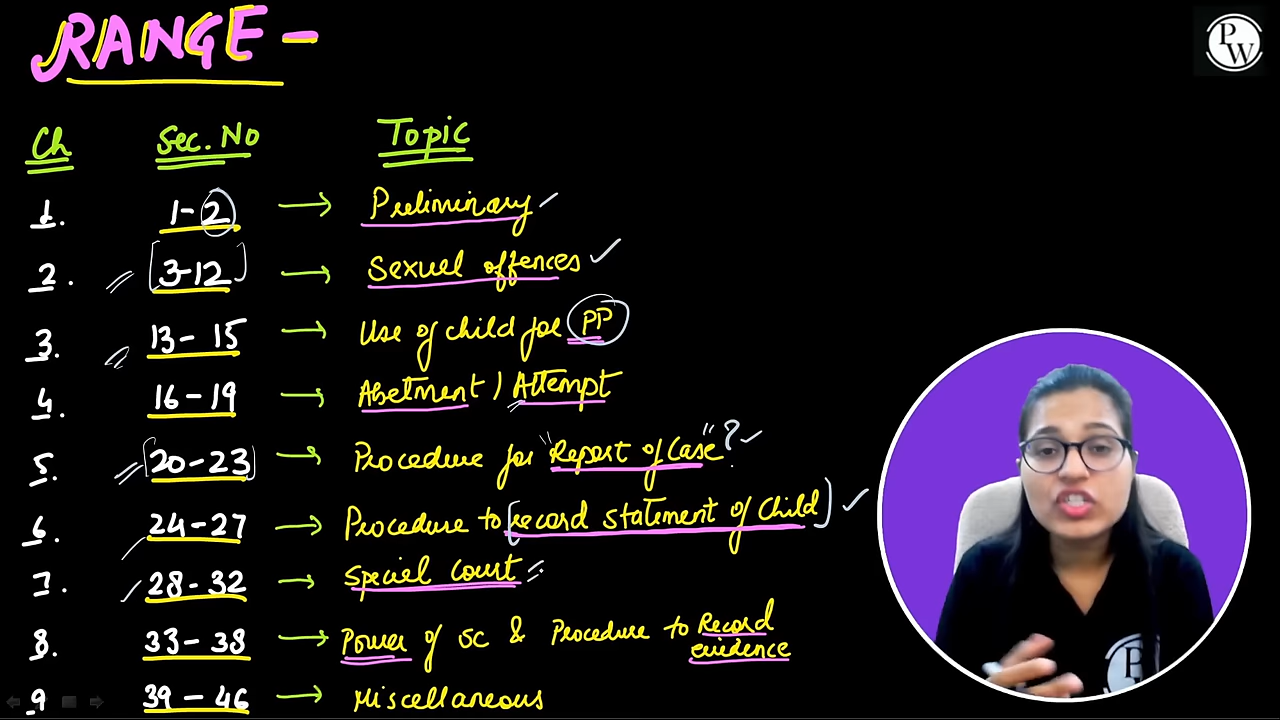 RANGE -
PW
Ch Sec. No Topic
1. 1-2 → Preliminary
2. 3-12 → Sexual offences
3. 13- 15 → Use of child for PP
4. 16-19 → Abetment / Attempt
5. 20-23 → Procedure for "Report of Case"?
6. 24-27 → Procedure to [record statement of Child]
7. 28-32 → Special Court
8. 33-38 → Power of SC & Procedure to Record
evidence
9 39-46 → Miscellaneous
PW